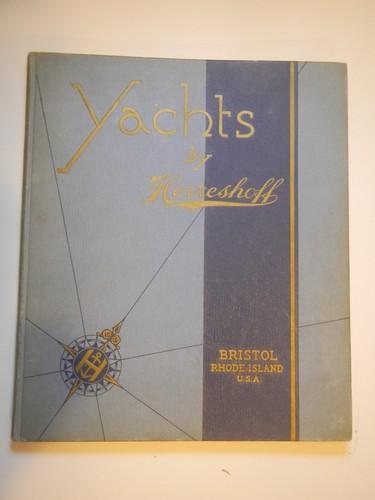 Yachts
by
Herreshoff
BRISTOL
RHODE·ISLAND
U.S.A.